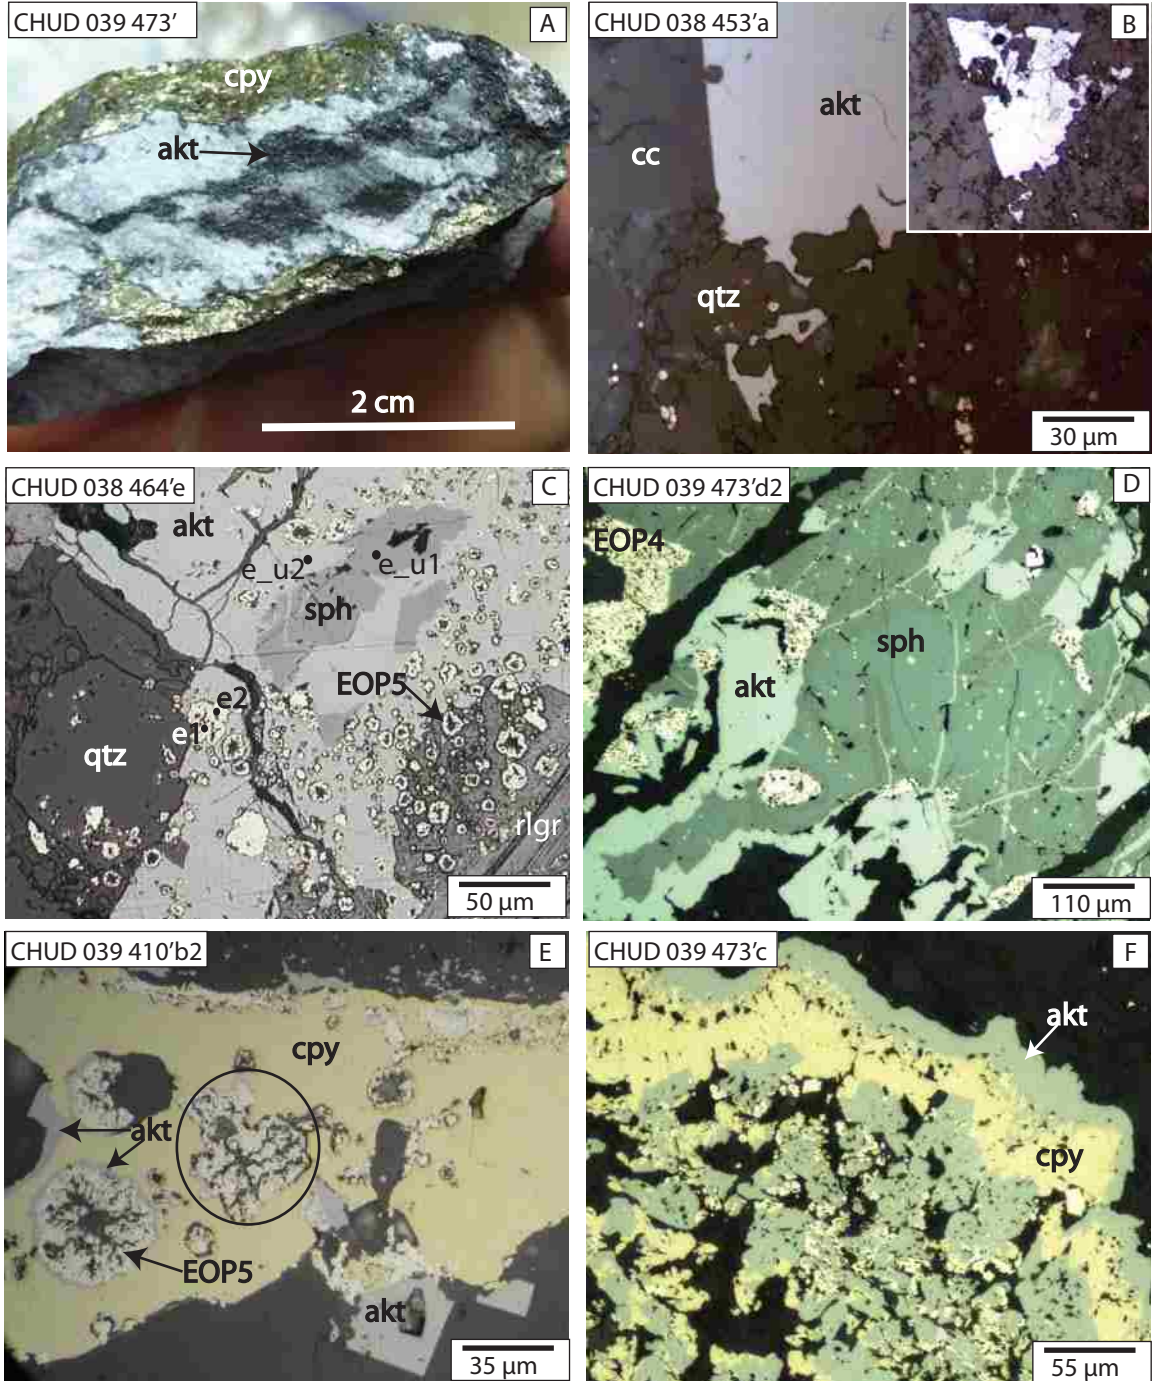 CHUD 039 473'
A
cpy
akt
2 cm
CHUD 038 453'a
B
akt
cc
qtz
30 µm
CHUD 038 464'e
C
akt
e_u2
e_u1
sph
EOP5
e2
e1
qtz
rlgr
50 µm
CHUD 039 473'd2
D
EOP4
sph
akt
110 µm
CHUD 039 410'b2
E
cpy
akt
EOP5
akt
35 µm
CHUD 039 473'c
F
akt
cpy
55 µm